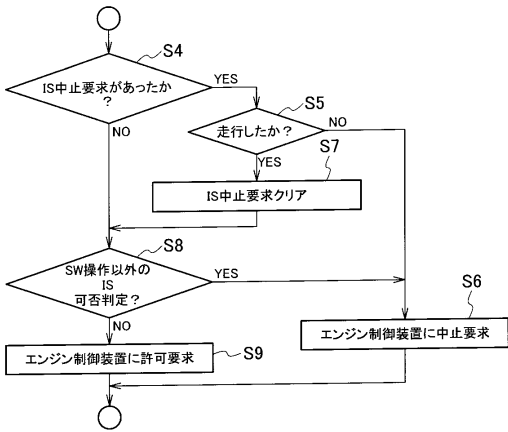 S4
IS中止要求があったか
?
YES
NO
S5
走行したか?
NO
YES
S7
IS中止要求クリア
S8
SW操作以外の
IS
可否判定?
YES
NO
S6
エンジン制御装置に中止要求
エンジン制御装置に許可要求
S9